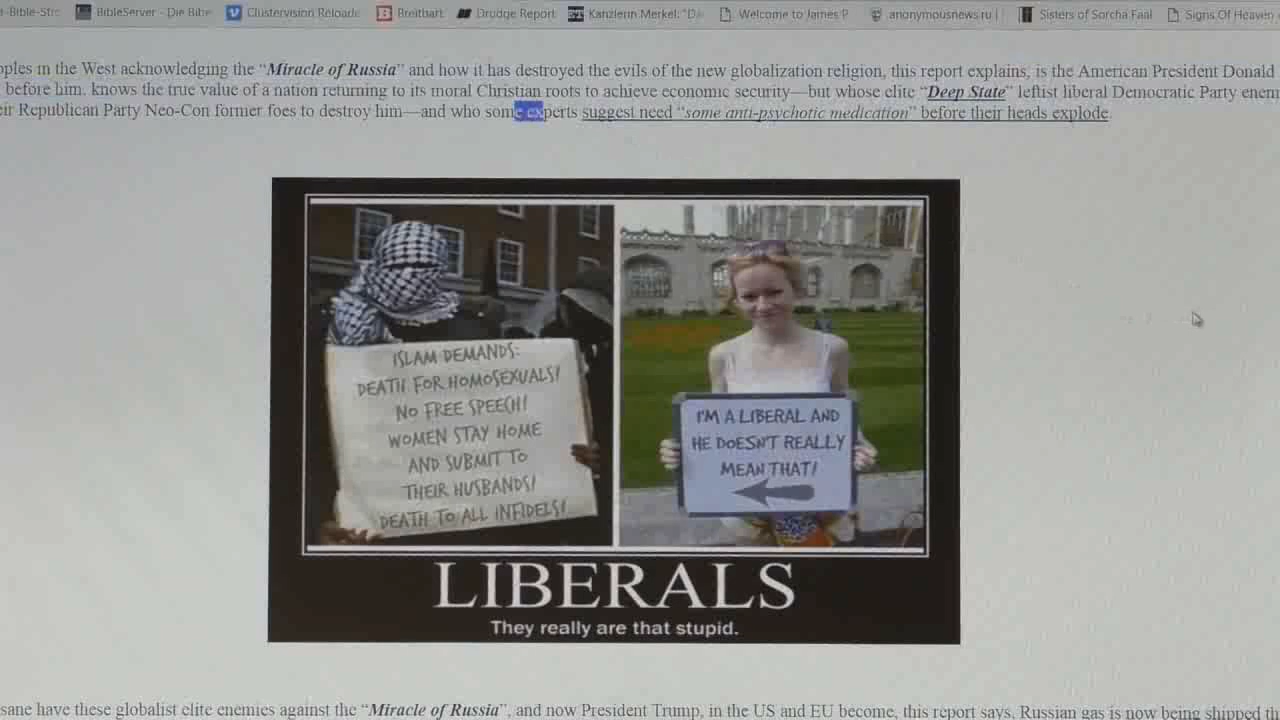 l-Bible-Stro BibleServer - Die Bibe Clustervision Reloade Breitbart Drudge Report Kanzlerin Merkel: "Da Welcome to James P anonymousnews.ru | Sisters of Sorcha Faal Signs Of Heaven
oples in the West acknowledging the “Miracle of Russia” and how it has destroyed the evils of the new globalization religion, this report explains, is the American President Donald
before him, knows the true value of a nation returning to its moral Christian roots to achieve economic security—but whose elite “Deep State” leftist liberal Democratic Party enem
eir Republican Party Neo-Con former foes to destroy him—and who some experts suggest need “some anti-psychotic medication” before their heads explode.
ISLAM DEMANDS:
DEATH FOR HOMOSEXUALS!
NO FREE SPEECH!
WOMEN STAY HOME
AND SUBMIT TO
THEIR HUSBANDS!
DEATH TO ALL INFIDELS!
I'M A LIBERAL AND
HE DOESN'T REALLY
MEAN THAT!
LIBERALS
They really are that stupid.
sane have these globalist elite enemies against the “Miracle of Russia”, and now President Trump, in the US and EU become, this report says, Russian gas is now being shipped th